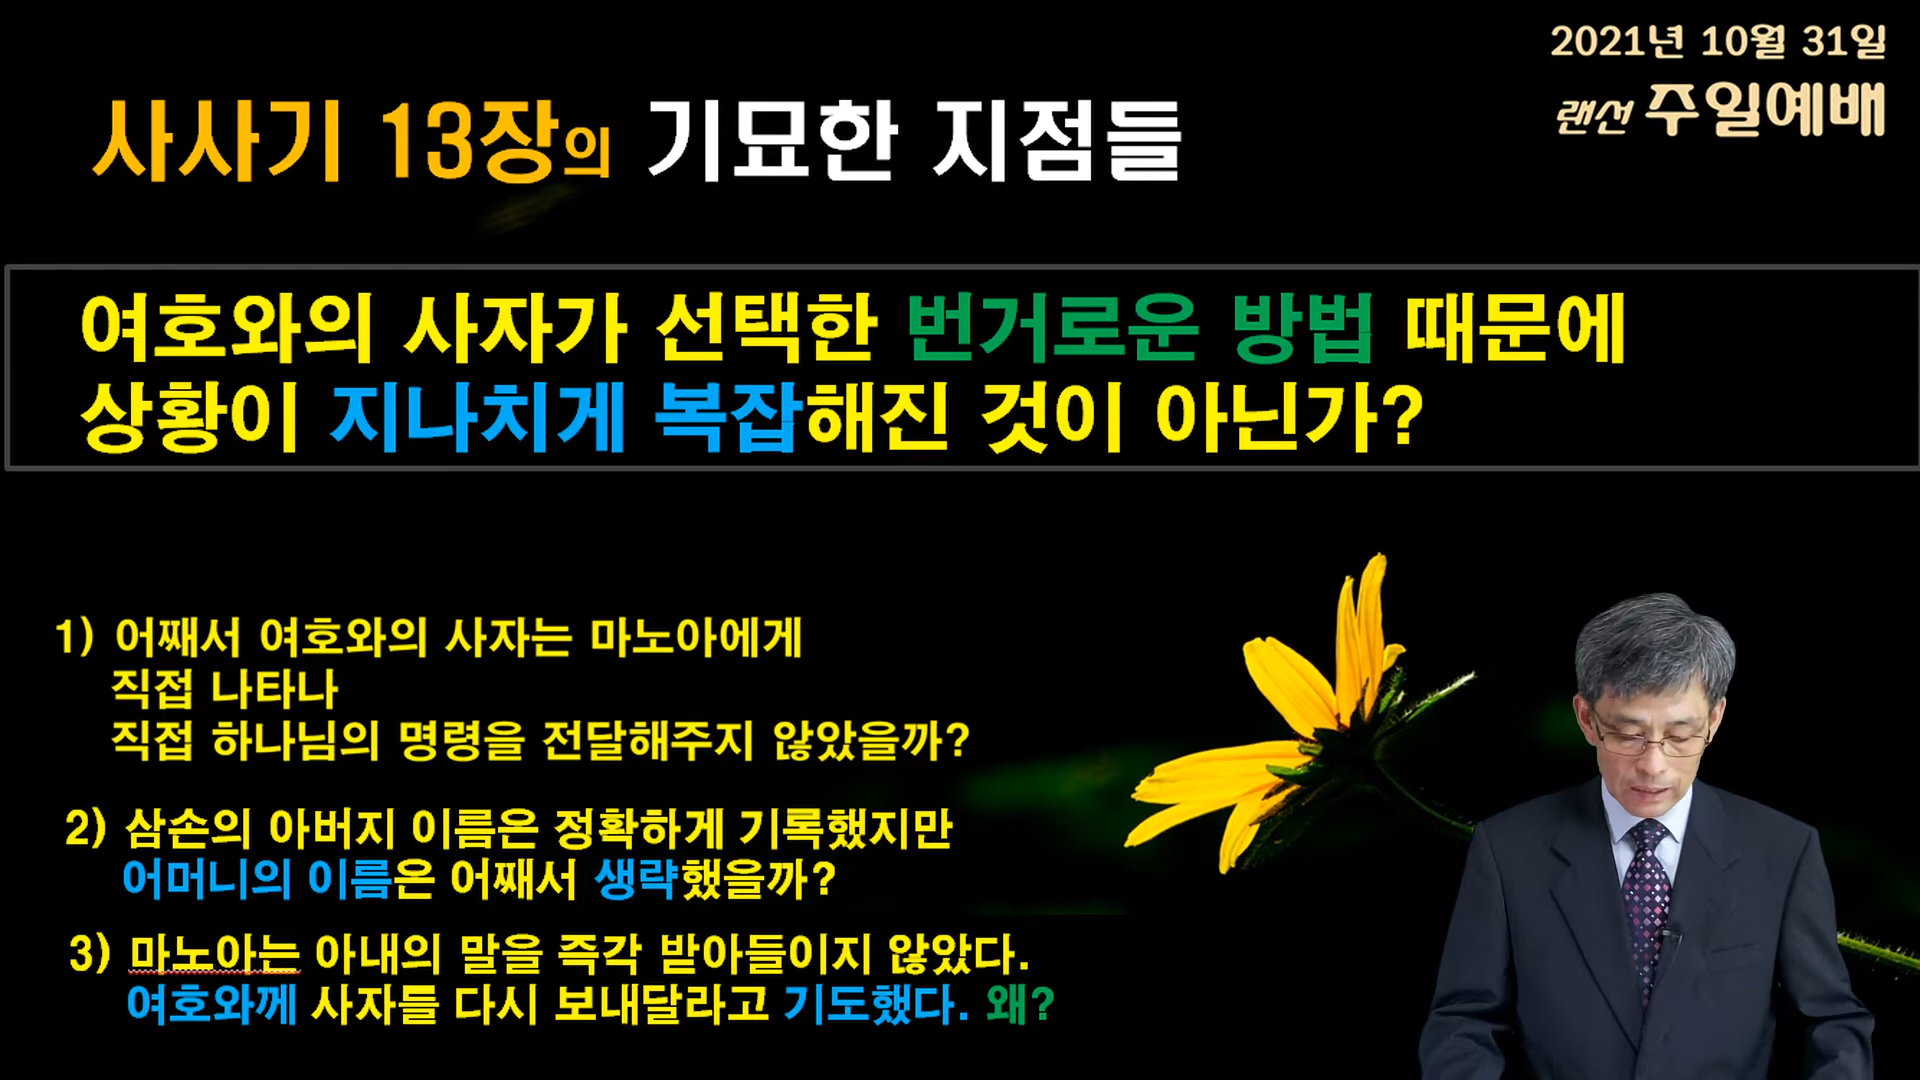 2021년 10월 31일
랜선 주일예배
사사기 13장의 기묘한 지점들
여호와의 사자가 선택한 번거로운 방법 때문에
상황이 지나치게 복잡해진 것이 아닌가?
1) 어째서 여호와의 사자는 마노아에게
직접 나타나
직접 하나님의 명령을 전달해주지 않았을까?
2) 삼손의 아버지 이름은 정확하게 기록했지만
어머니의 이름은 어째서 생략했을까?
3) 마노아는 아내의 말을 즉각 받아들이지 않았다.
여호와께 사자를 다시 보내달라고 기도했다. 왜?